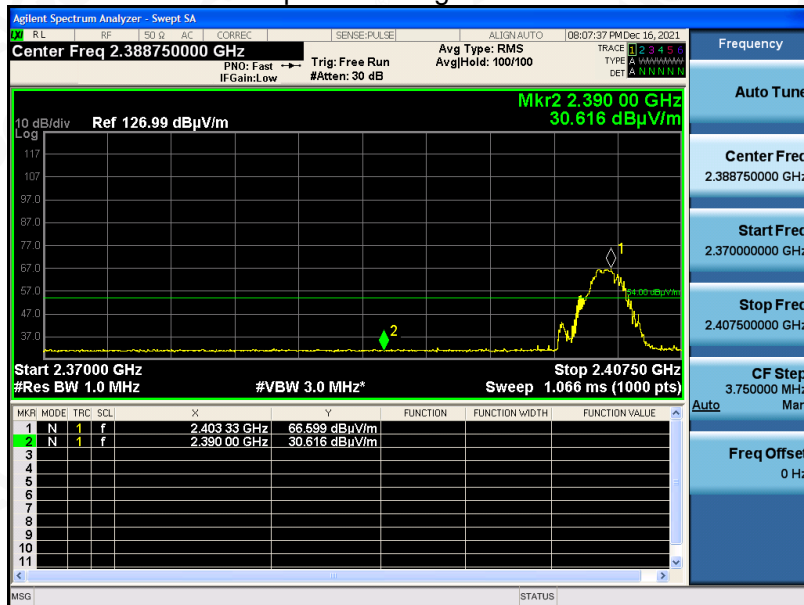 Agilent Spectrum Analyzer - Swept SA
RL RF 50 Ω AC CORREC SENSE:PULSE ALIGN AUTO 08:07:37 PM Dec 16, 2021
Center Freq 2.388750000 GHz
PNO: Fast
IFGain:Low
Trig: Free Run
#Atten: 30 dB
Avg Type: RMS
Avg|Hold: 100/100
TRACE 1 2 3 4 5 6
TYPE A WWWWW
DET A N N N N N
Mkr2 2.390 00 GHz
30.616 dBµV/m
10 dB/div Ref 126.99 dBµV/m
Log
117
107
97.0
87.0
77.0
67.0
57.0
47.0
37.0
1
2
54.00 dBµV/m
Start 2.37000 GHz Stop 2.40750 GHz
#Res BW 1.0 MHz #VBW 3.0 MHz* Sweep 1.066 ms (1000 pts)
MKR MODE TRC SCL X Y FUNCTION FUNCTION WIDTH FUNCTION VALUE
1 N 1 f 2.403 33 GHz 66.599 dBµV/m
2 N 1 f 2.390 00 GHz 30.616 dBµV/m
3
4
5
6
7
8
9
10
11
MSG STATUS
Frequency
Auto Tune
Center Freq
2.388750000 GHz
Start Freq
2.370000000 GHz
Stop Freq
2.407500000 GHz
CF Step
3.750000 MHz
Auto Man
Freq Offset
0 Hz